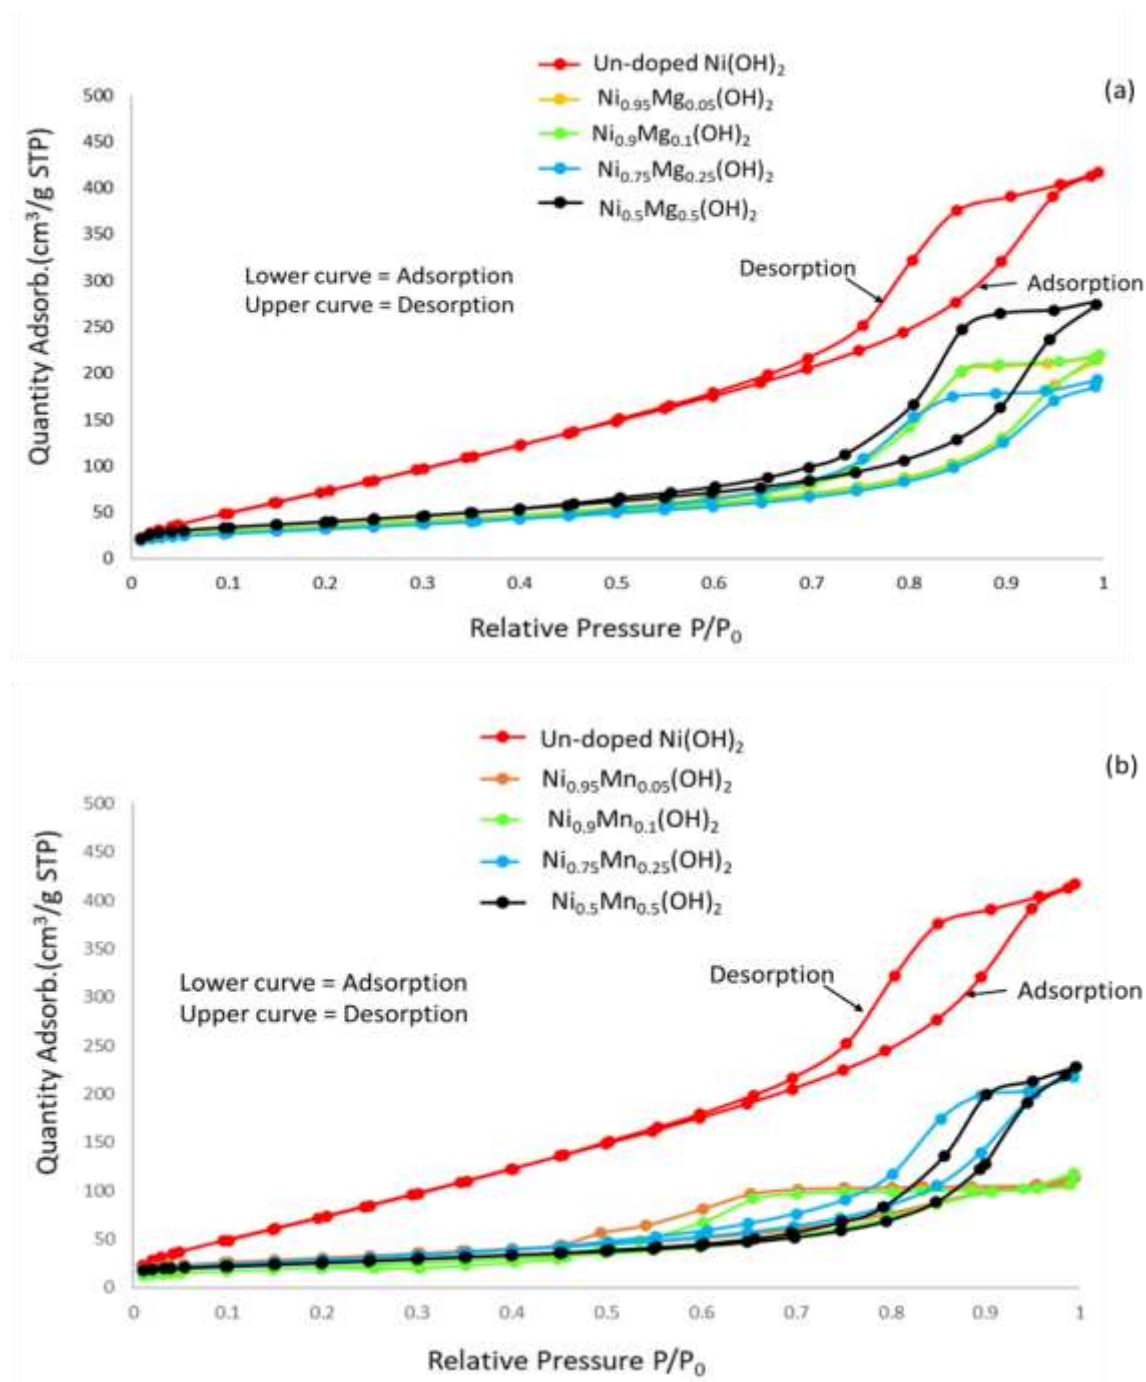 Un-doped Ni(OH)₂
Ni₀.₉₅Mg₀.₀₅(OH)₂
Ni₀.₉Mg₀.₁(OH)₂
Ni₀.₇₅Mg₀.₂₅(OH)₂
Ni₀.₅Mg₀.₅(OH)₂
(a)
Quantity Adsorb.(cm³/g STP)
500
450
400
350
300
250
200
150
100
50
0
Lower curve = Adsorption
Upper curve = Desorption
Desorption
Adsorption
0 0.1 0.2 0.3 0.4 0.5 0.6 0.7 0.8 0.9 1
Relative Pressure P/P₀
Un-doped Ni(OH)₂
Ni₀.₉₅Mn₀.₀₅(OH)₂
Ni₀.₉Mn₀.₁(OH)₂
Ni₀.₇₅Mn₀.₂₅(OH)₂
Ni₀.₅Mn₀.₅(OH)₂
(b)
Quantity Adsorb.(cm³/g STP)
500
450
400
350
300
250
200
150
100
50
0
Lower curve = Adsorption
Upper curve = Desorption
Desorption
Adsorption
0 0.1 0.2 0.3 0.4 0.5 0.6 0.7 0.8 0.9 1
Relative Pressure P/P₀